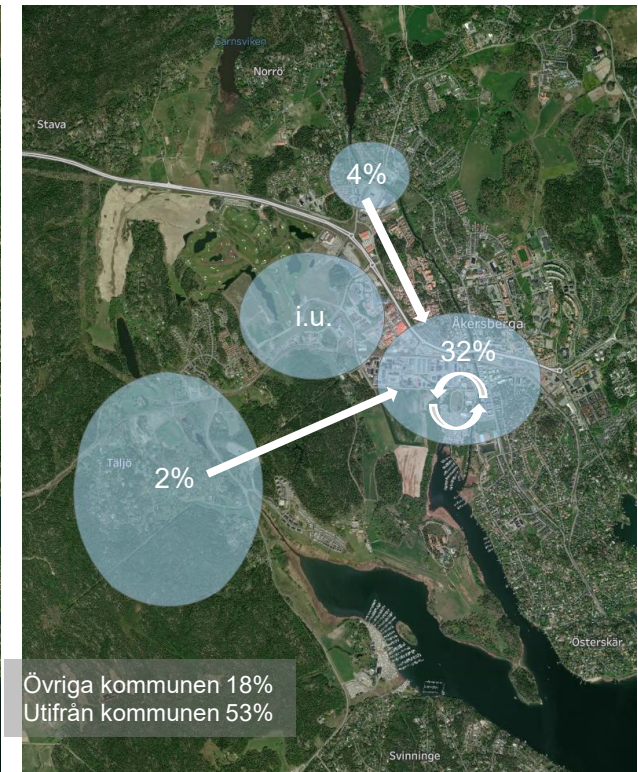 Garnsviken
Norrö
Stava
4%
i.u.
Åkersberga
32%
Täljö
2%
Österskär
Övriga kommunen 18%
Utifrån kommunen 53%
Svinninge